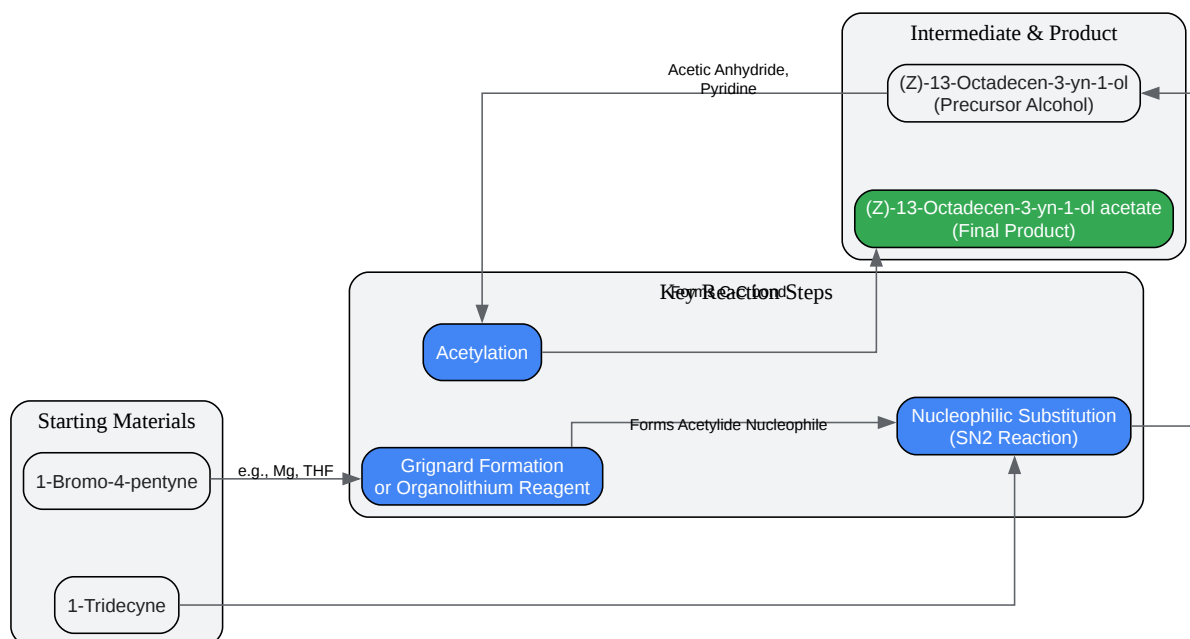 Intermediate & Product
Acetic Anhydride,
Pyridine
(Z)-13-Octadecen-3-yn-1-ol
(Precursor Alcohol)
(Z)-13-Octadecen-3-yn-1-ol acetate
(Final Product)
Key Reaction Steps
Forms C-C bond
Acetylation
Starting Materials
Nucleophilic Substitution
(SN2 Reaction)
Forms Acetylide Nucleophile
1-Bromo-4-pentyne
e.g., Mg, THF
Grignard Formation
or Organolithium Reagent
1-Tridecyne